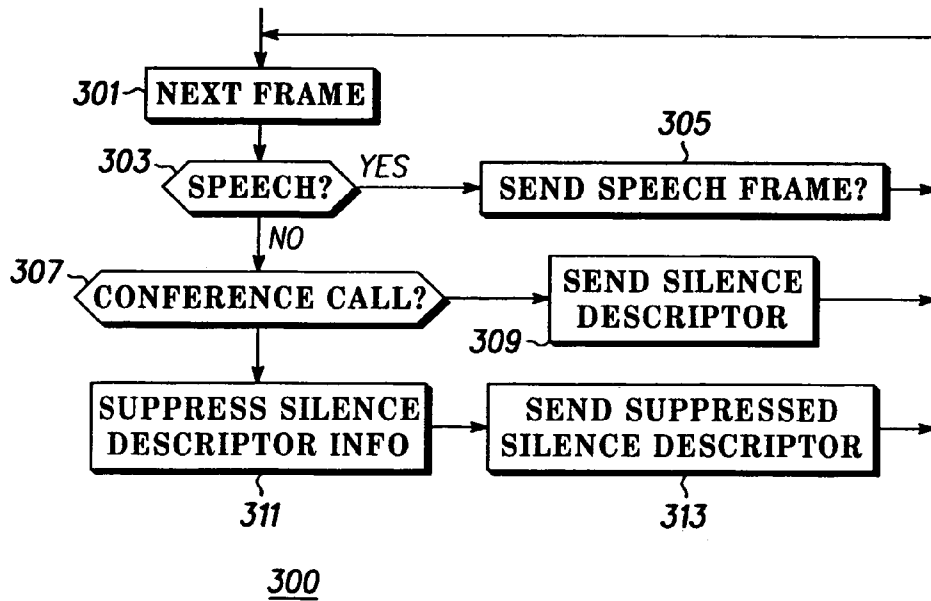 301
NEXT FRAME
303
SPEECH?
YES
305
SEND SPEECH FRAME?
NO
307
CONFERENCE CALL?
SEND SILENCE
DESCRIPTOR
309
SUPPRESS SILENCE
DESCRIPTOR INFO
311
SEND SUPPRESSED
SILENCE DESCRIPTOR
313
300